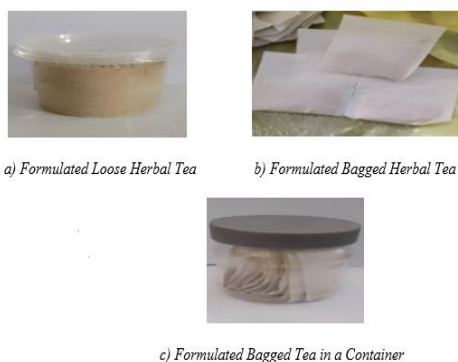 a) Formulated Loose Herbal Tea
b) Formulated Bagged Herbal Tea
c) Formulated Bagged Tea in a Container